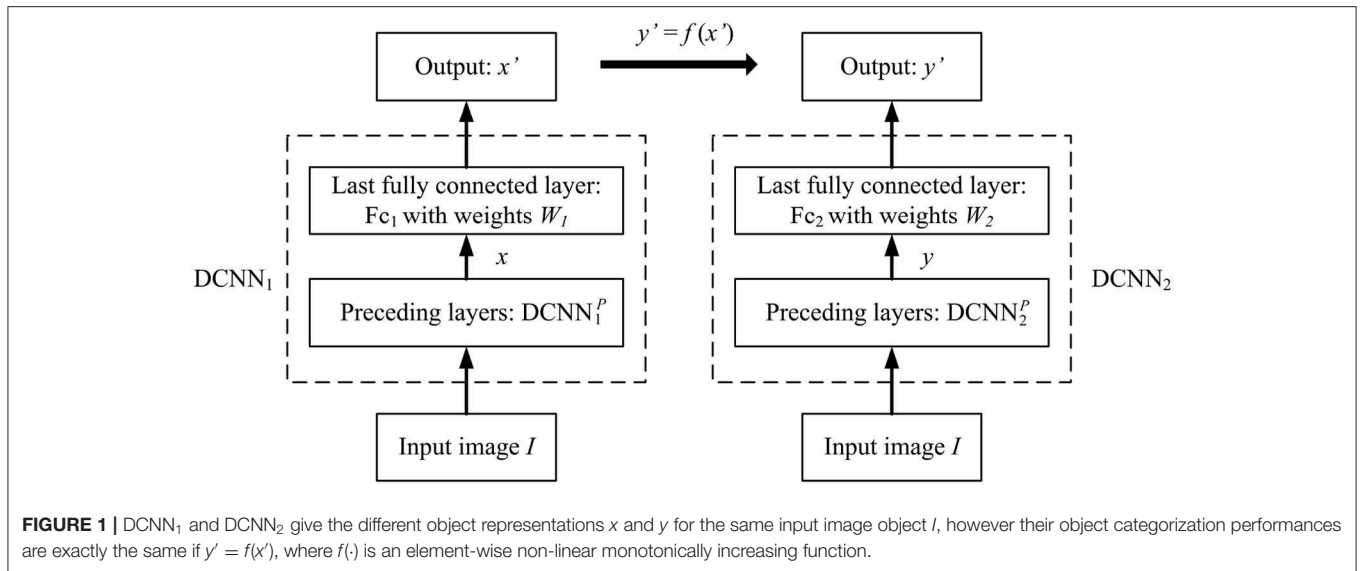 y' = f(x')
Output: x'
Output: y'
Last fully connected layer:
Fc₁ with weights W₁
Last fully connected layer:
Fc₂ with weights W₂
x
y
DCNN₁
DCNN₂
Preceding layers: DCNN₁ᴾ
Preceding layers: DCNN₂ᴾ
Input image I
Input image I
FIGURE 1 | DCNN₁ and DCNN₂ give the different object representations x and y for the same input image object I, however their object categorization performances
are exactly the same if y′ = f(x′), where f(·) is an element-wise non-linear monotonically increasing function.